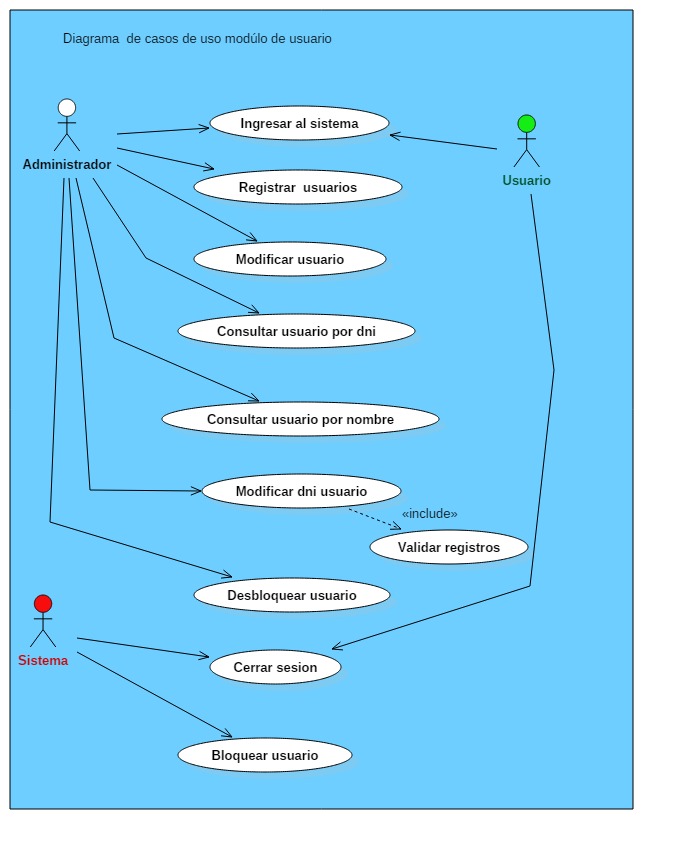 Diagrama  de casos de uso modúlo de usuario
Ingresar al sistema
Administrador
Usuario
Registrar  usuarios
Modificar usuario
Consultar usuario por dni
Consultar usuario por nombre
Modificar dni usuario
«include»
Validar registros
Desbloquear usuario
Sistema
Cerrar sesion
Bloquear usuario